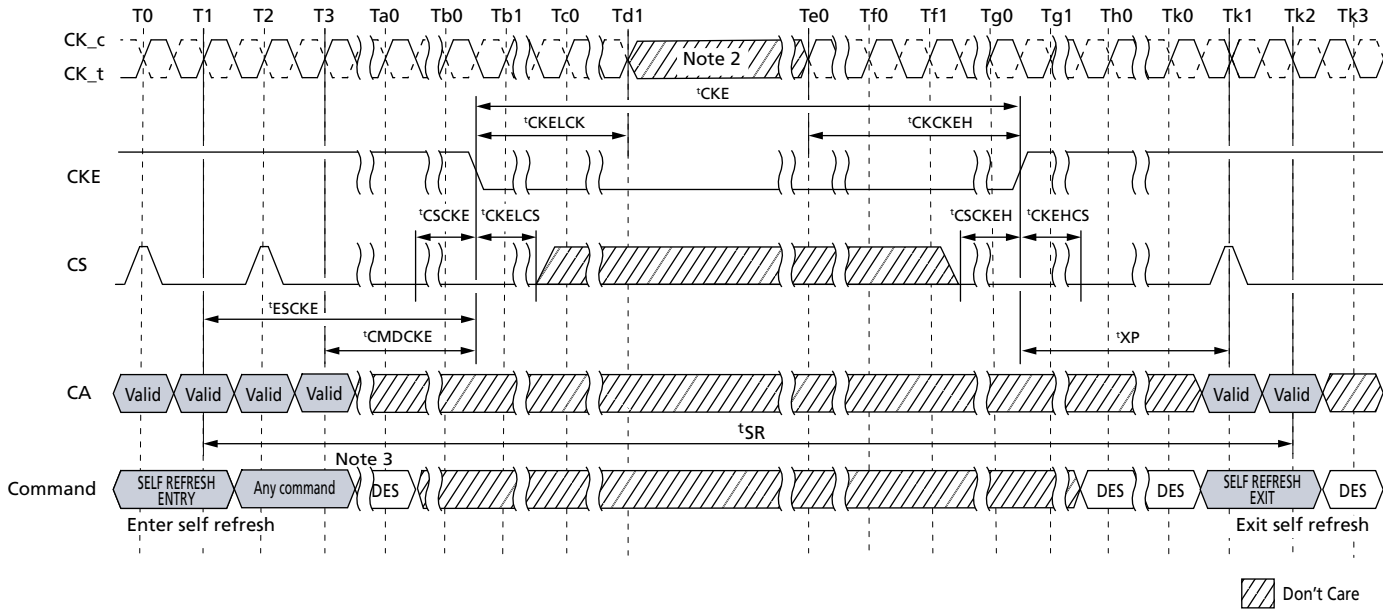 T0 T1 T2 T3 Ta0 Tb0 Tb1 Tc0 Td1 Te0 Tf0 Tf1 Tg0 Tg1 Th0 Tk0 Tk1 Tk2 Tk3
CK_c
CK_t
Note 2
tCKE
tCKELCK tCKCKEH
CKE
tCSCKE tCKELCS tCSCKEH tCKEHCS
CS
tESCKE
tCMDCKE tXP
CA Valid Valid Valid Valid Valid Valid
tSR
Note 3
Command SELF REFRESH ENTRY Any command DES DES DES SELF REFRESH EXIT DES
Enter self refresh Exit self refresh
Don't Care